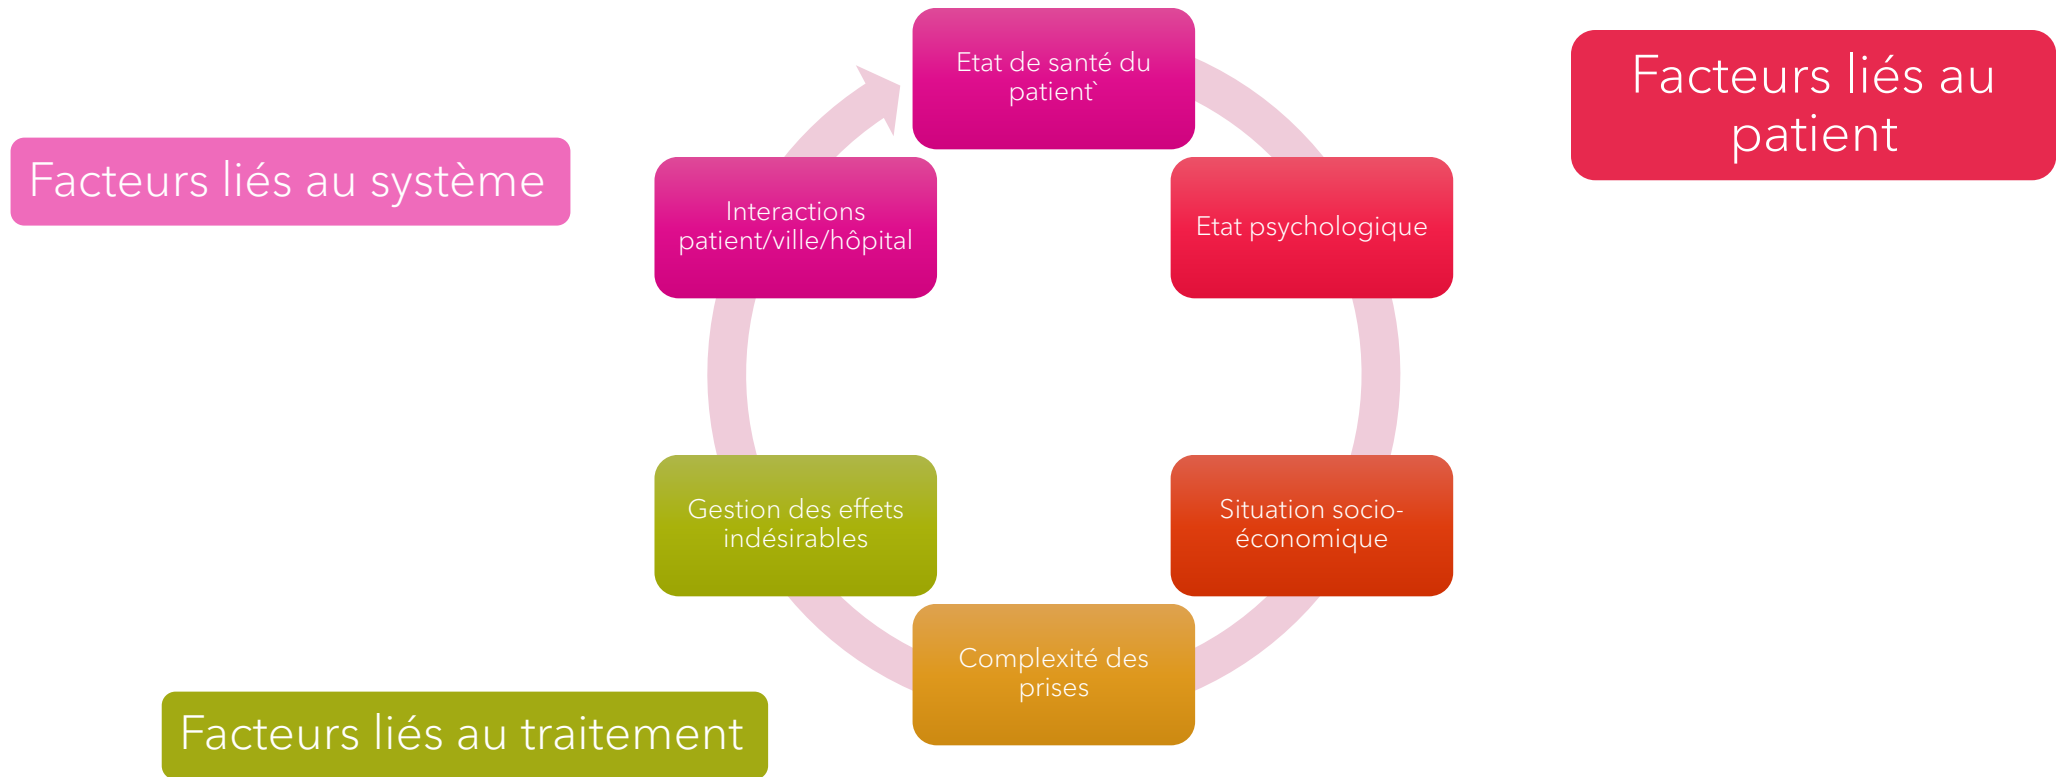 Etat de santé du
patient`
Facteurs liés au
patient
Facteurs liés au système
Interactions
patient/ville/hôpital
Etat psychologique
Gestion des effets
indésirables
Situation socio-
économique
Complexité des
prises
Facteurs liés au traitement